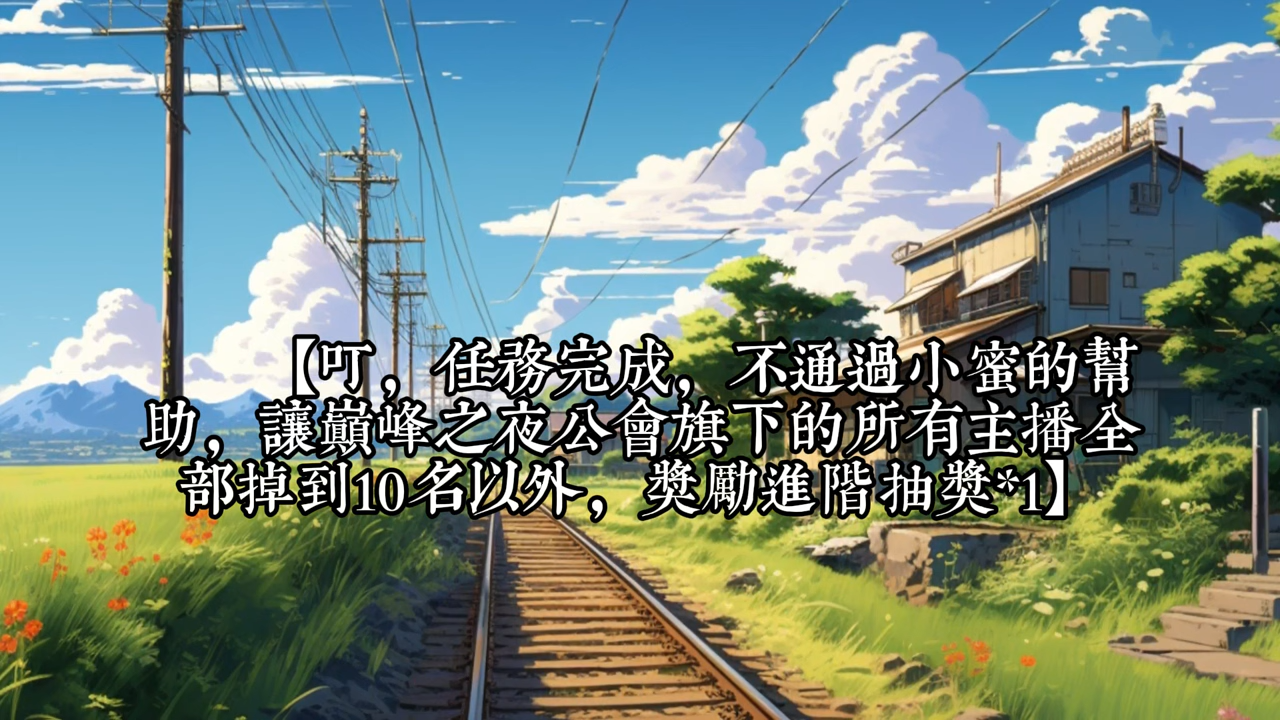 【叮，任務完成，不通過小蜜的幫
助，讓巔峰之夜公會旗下的所有主播全
部掉到10名以外，獎勵進階抽獎*1】